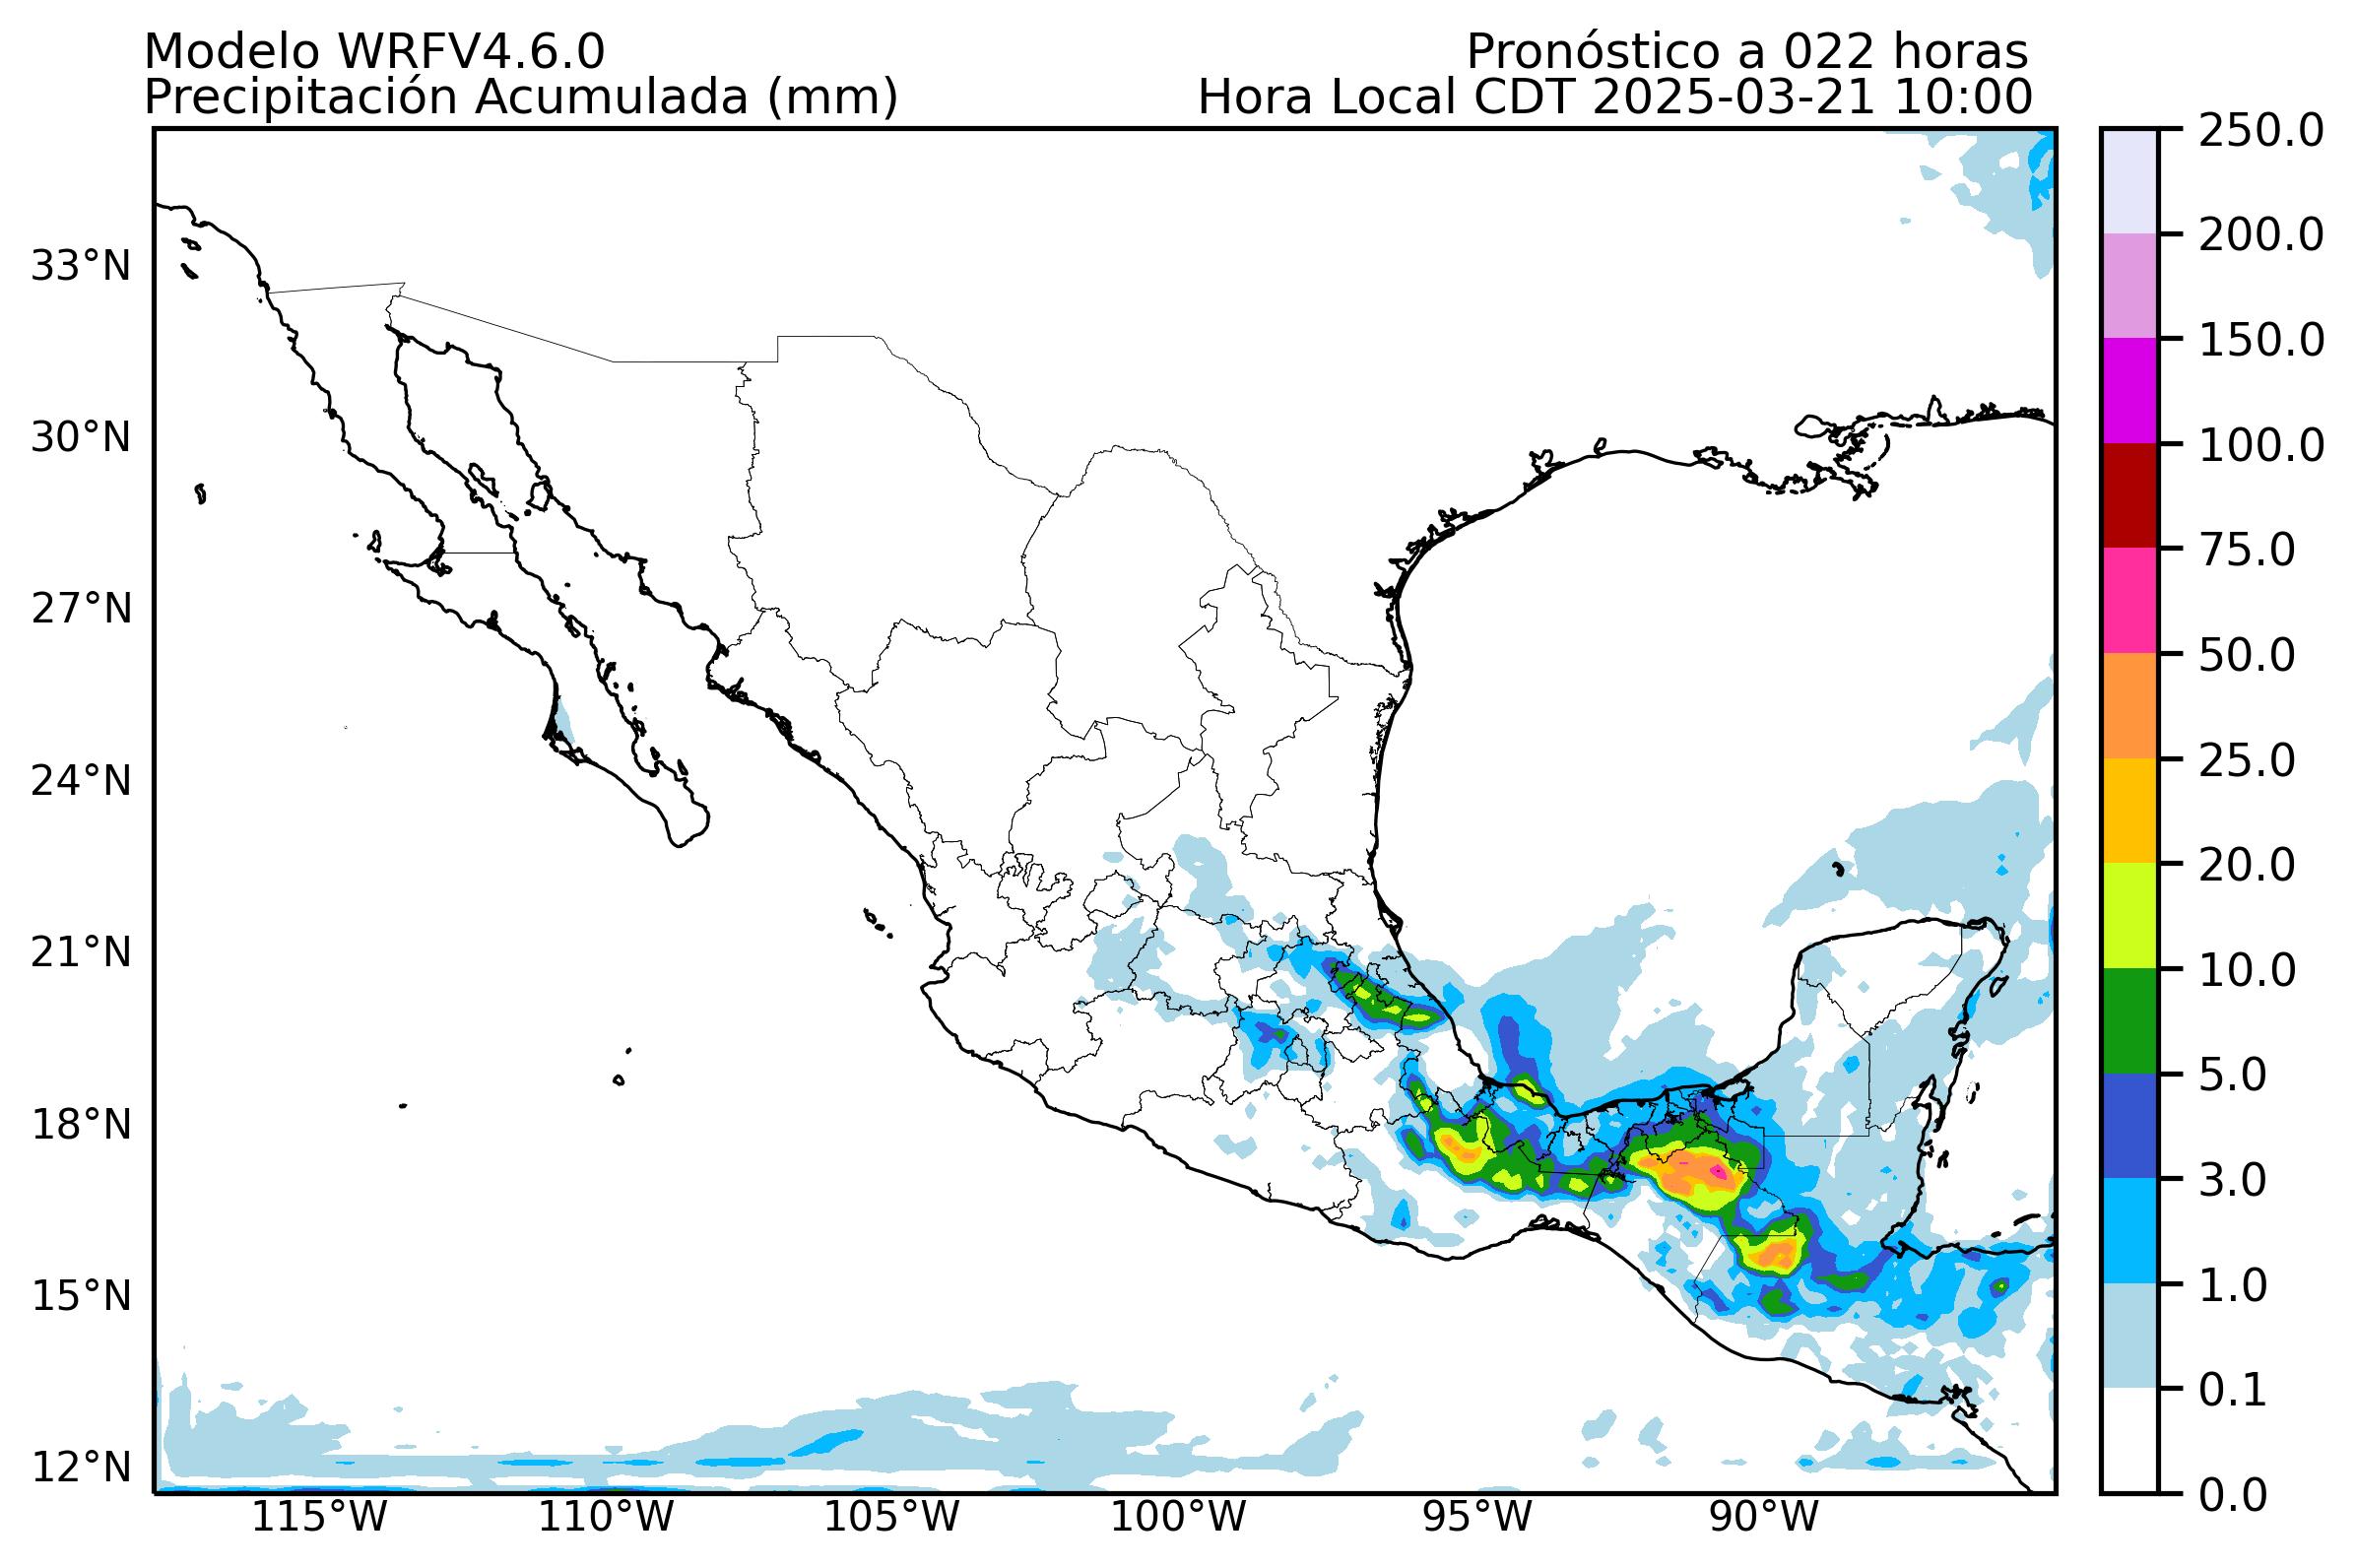 Modelo WRFV4.6.0
Pronóstico a 022 horas
Precipitación Acumulada (mm)
Hora Local CDT 2025-03-21 10:00
33°N
30°N
27°N
24°N
21°N
18°N
15°N
12°N
115°W
110°W
105°W
100°W
95°W
90°W
250.0
200.0
150.0
100.0
75.0
50.0
25.0
20.0
10.0
5.0
3.0
1.0
0.1
0.0